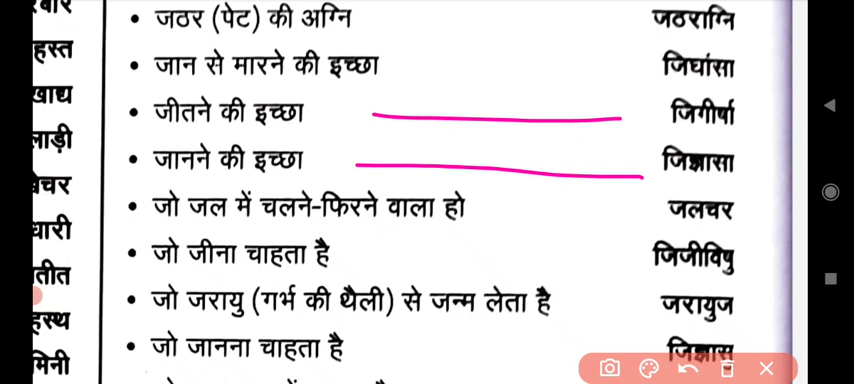 जठर (पेट) की अग्नि जठराग्नि
हस्त
जान से मारने की इच्छा जिघांसा
खाद्य
जीतने की इच्छा जिगीर्षा
जानने की इच्छा जिज्ञासा
जो जल में चलने-फिरने वाला हो जलचर
धारी
जो जीना चाहता है जिजीविषु
तीत
जो जरायु (गर्भ की थैली) से जन्म लेता है जरायुज
हस्थ
जो जानना चाहता है
मिनी